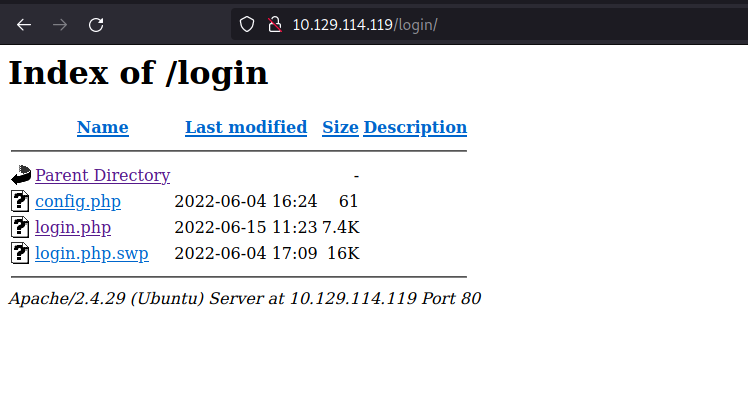 10.129.114.119/login/
Index of /login
Name Last modified Size Description
Parent Directory -
config.php 2022-06-04 16:24 61
login.php 2022-06-15 11:23 7.4K
login.php.swp 2022-06-04 17:09 16K
Apache/2.4.29 (Ubuntu) Server at 10.129.114.119 Port 80